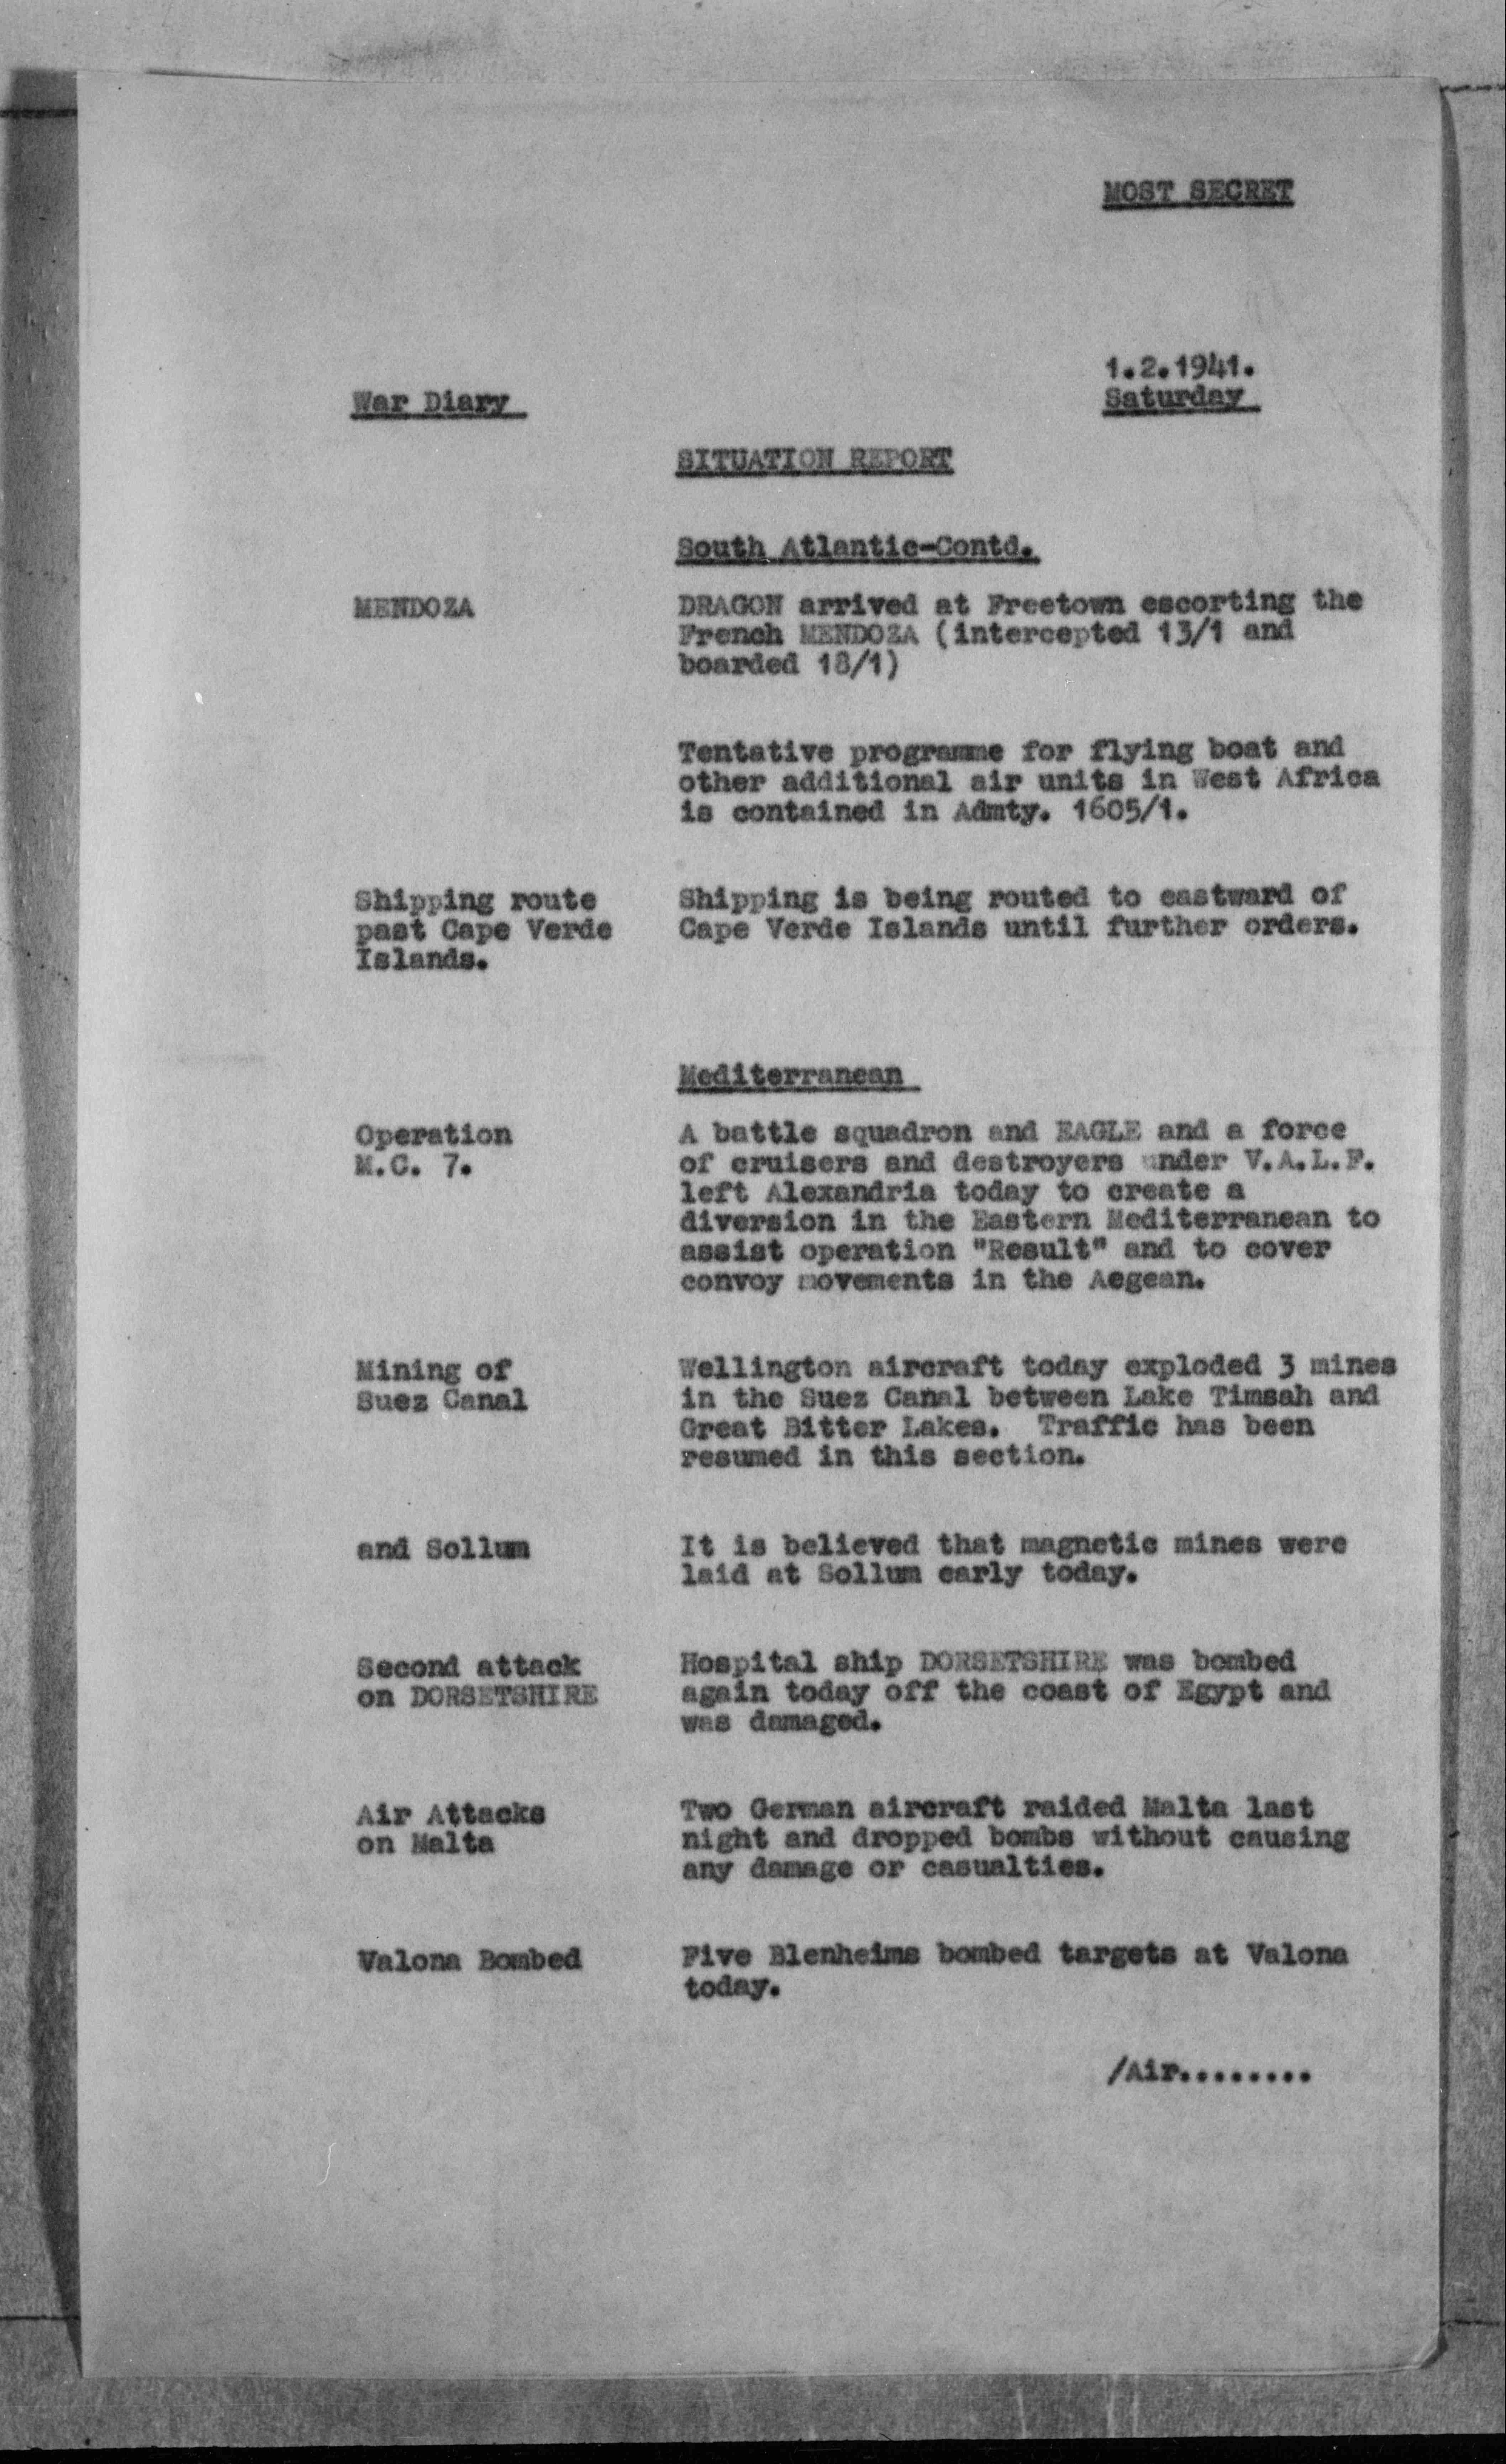 MOST SECRET
1.2.1941.
War Diary
Saturday
SITUATION REPORT
South Atlantic-Contd.
MENDOZA
DRAGON arrived at Freetown escorting the
French MENDOZA (intercepted 13/1 and
boarded 18/1)
Tentative programme for flying boat and
other additional air units in West Africa
is contained in Admty. 1605/1.
Shipping route
past Cape Verde
Islands.
Shipping is being routed to eastward of
Cape Verde Islands until further orders.
Mediterranean
Operation
M.C. 7.
A battle squadron and EAGLE and a force
of cruisers and destroyers under V.A.L.F.
left Alexandria today to create a
diversion in the Eastern Mediterranean to
assist operation "Result" and to cover
convoy movements in the Aegean.
Mining of
Suez Canal
Wellington aircraft today exploded 3 mines
in the Suez Canal between Lake Timsah and
Great Bitter Lakes. Traffic has been
resumed in this section.
and Sollum
It is believed that magnetic mines were
laid at Sollum early today.
Second attack
on DORSETSHIRE
Hospital ship DORSETSHIRE was bombed
again today off the coast of Egypt and
was damaged.
Air Attacks
on Malta
Two German aircraft raided Malta last
night and dropped bombs without causing
any damage or casualties.
Valona Bombed
Five Blenheims bombed targets at Valona
today.
/Air.........